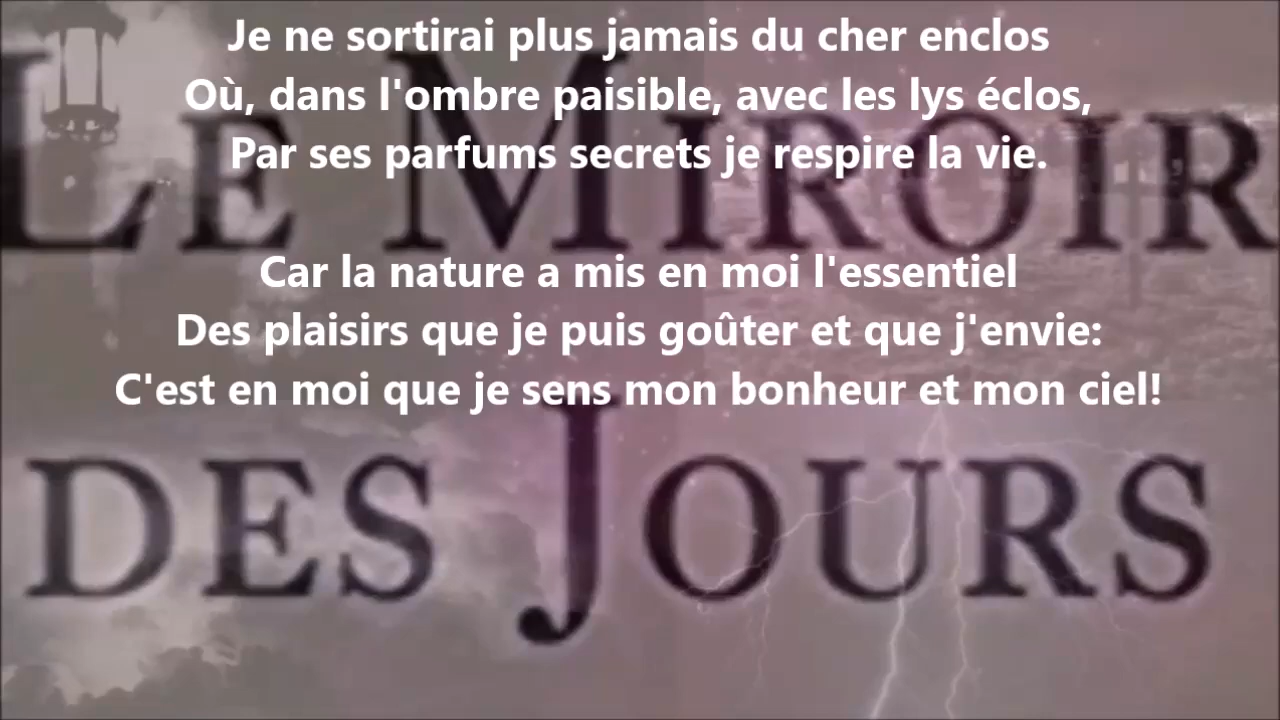 Je ne sortirai plus jamais du cher enclos
Où, dans l'ombre paisible, avec les lys éclos,
Par ses parfums secrets je respire la vie.
Car la nature a mis en moi l'essentiel
Des plaisirs que je puis goûter et que j'envie:
C'est en moi que je sens mon bonheur et mon ciel!
LE MIROIR
DES JOURS